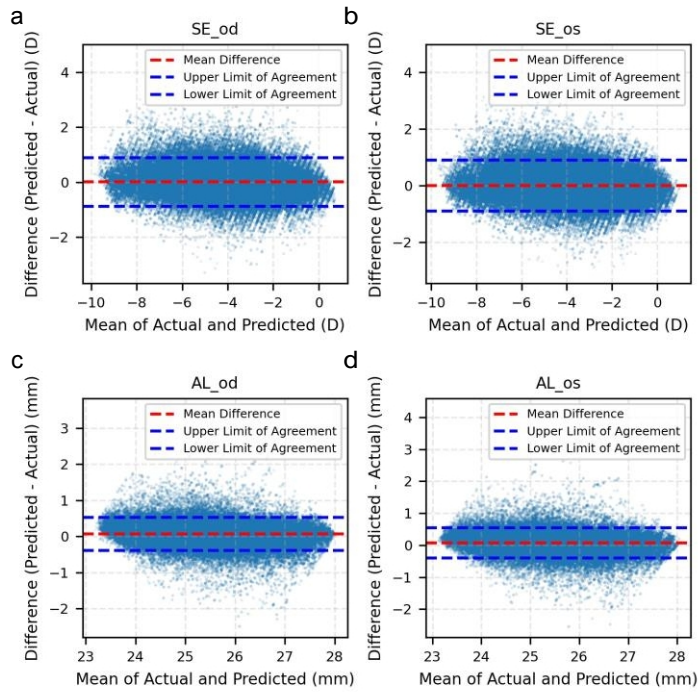 a
SE_od
Difference (Predicted - Actual) (D)
4
2
0
−2
Mean Difference
Upper Limit of Agreement
Lower Limit of Agreement
−10 −8 −6 −4 −2 0
Mean of Actual and Predicted (D)
b
SE_os
Difference (Predicted - Actual) (D)
4
2
0
−2
Mean Difference
Upper Limit of Agreement
Lower Limit of Agreement
−10 −8 −6 −4 −2 0
Mean of Actual and Predicted (D)
c
AL_od
Difference (Predicted - Actual) (mm)
3
2
1
0
−1
−2
Mean Difference
Upper Limit of Agreement
Lower Limit of Agreement
23 24 25 26 27 28
Mean of Actual and Predicted (mm)
d
AL_os
Difference (Predicted - Actual) (mm)
4
3
2
1
0
−1
−2
Mean Difference
Upper Limit of Agreement
Lower Limit of Agreement
23 24 25 26 27 28
Mean of Actual and Predicted (mm)